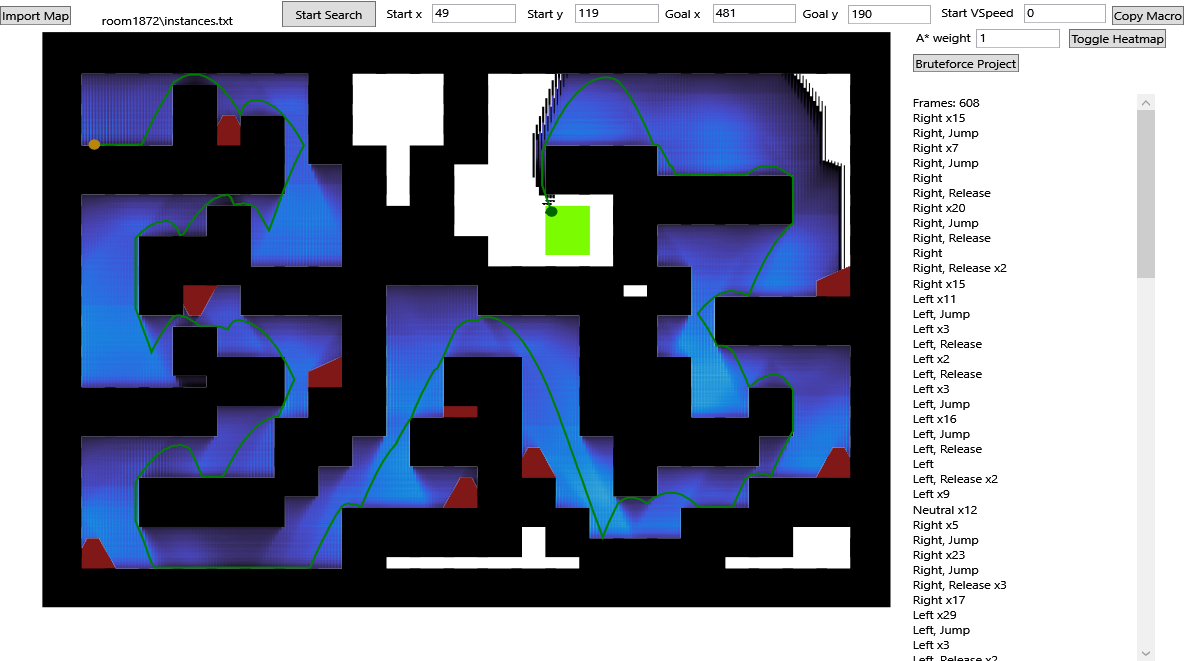 Import Map
room1872\instances.txt
Start Search
Start x 49 Start y 119 Goal x 481 Goal y 190 Start VSpeed 0 Copy Macro
A* weight 1 Toggle Heatmap
Bruteforce Project
Frames: 608
Right x15
Right, Jump
Right x7
Right, Jump
Right
Right, Release
Right x20
Right, Jump
Right, Release
Right
Right, Release x2
Right x15
Left x11
Left, Jump
Left x3
Left, Release
Left x2
Left, Release
Left x3
Left, Jump
Left x16
Left, Jump
Left, Release
Left
Left, Release x2
Left x9
Neutral x12
Right x5
Right, Jump
Right x23
Right, Jump
Right, Release x3
Right x17
Left x29
Left, Jump
Left x3
Left, Release x2